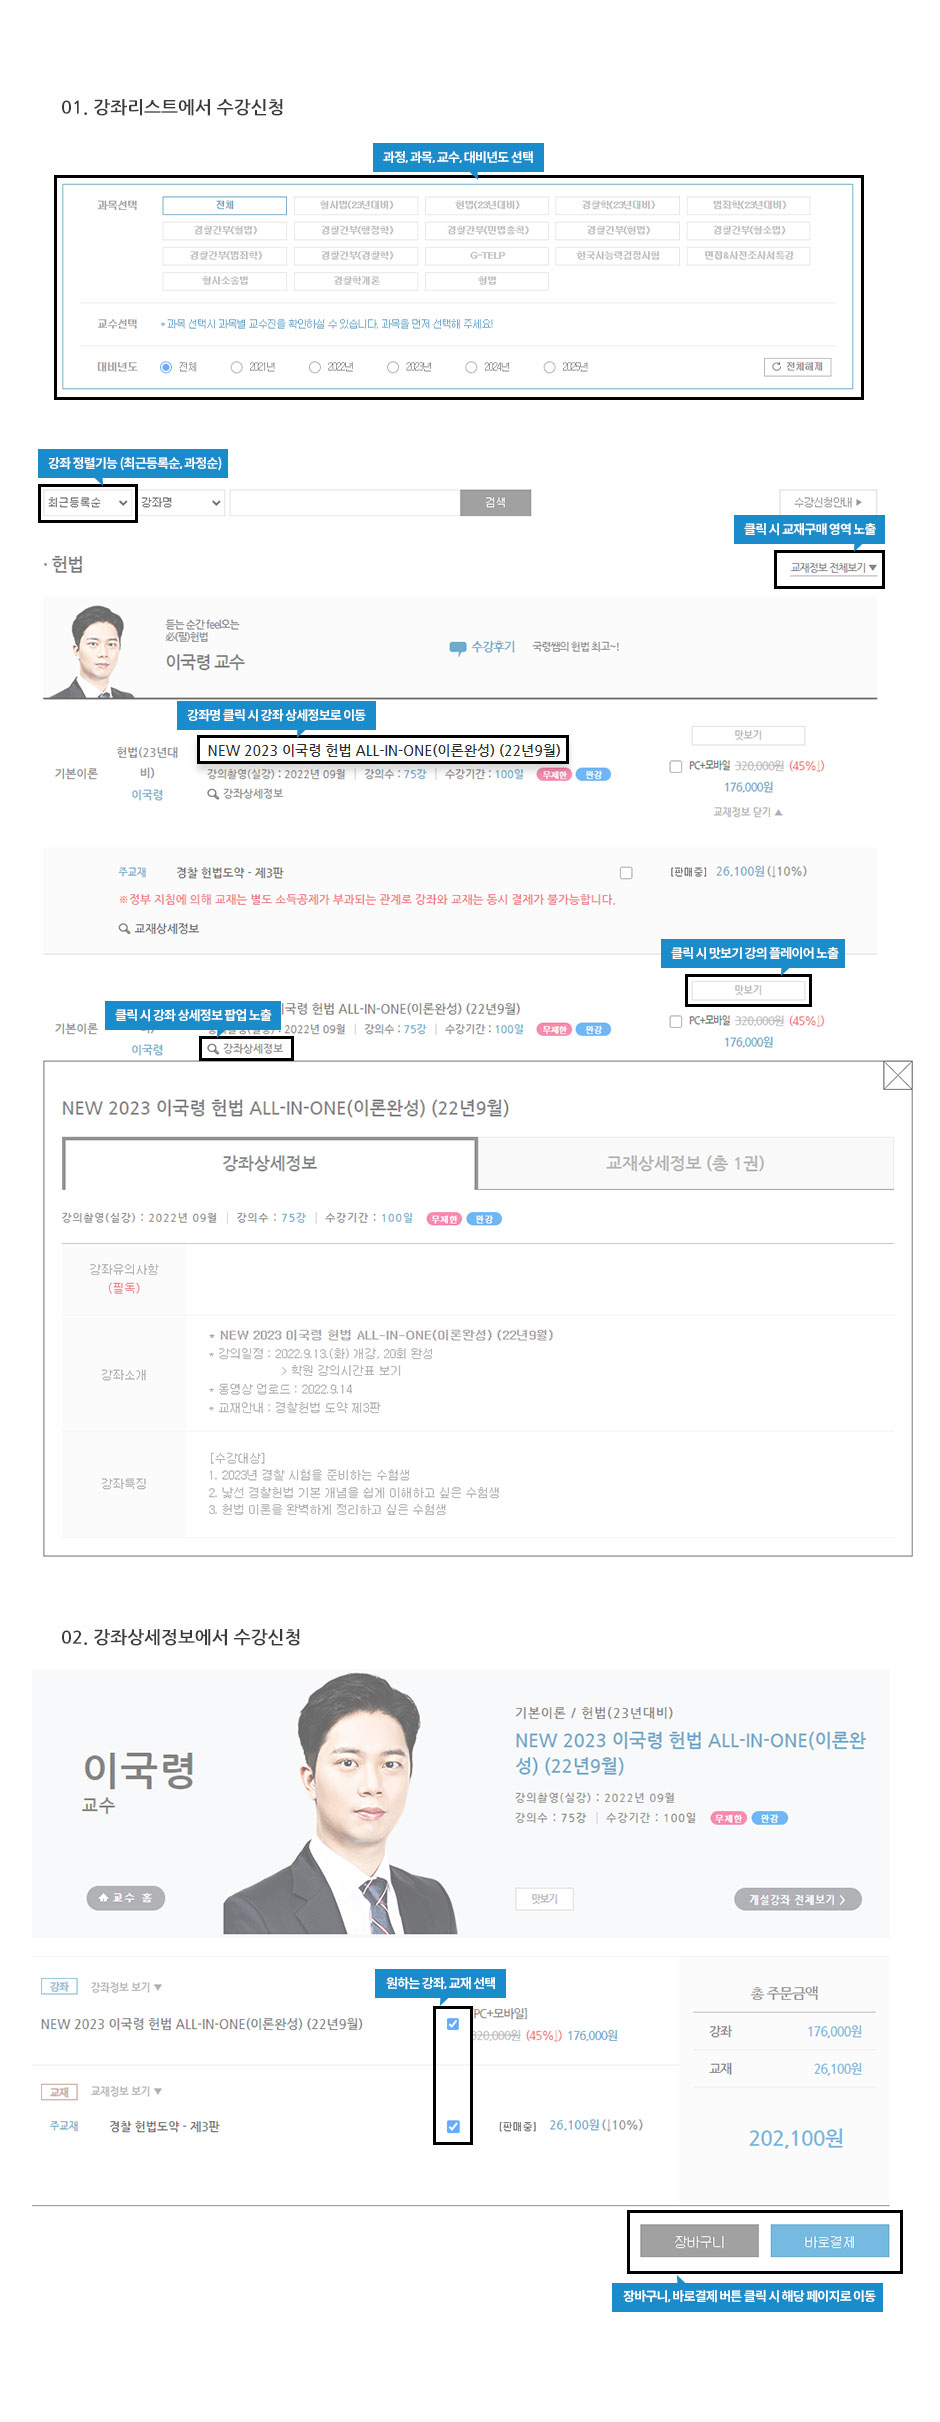 01. 강좌리스트에서 수강신청
과정, 과목, 교수, 대비년도 선택
과목선택 전체 형사법(23년대비) 헌법(23년대비) 경찰학(23년대비) 범죄학(23년대비)
경찰간부(형법) 경찰간부(행정학) 경찰간부(민법총학) 경찰간부(헌법) 경찰간부(형소법)
경찰간부(범죄학) 경찰간부(경찰학) G-TELP 한국사능력검정시험 면접&사전조사서특강
형사소송법 경찰학개론 형법
교수선택 * 과목 선택시 과목별 교수진을 확인하실 수 있습니다. 과목을 먼저 선택해 주세요!
대비년도 전체 2021년 2022년 2023년 2024년 2025년 전체해제
강좌 정렬기능 (최근등록순, 과정순)
최근등록순 강좌명 검색 수강신청안내 ▶
클릭 시 교재구매 영역 노출
· 헌법
교재정보 전체보기 ▼
듣는 순간 feel오는
必(필)헌법
이국령 교수
수강후기 국령쌤의 헌법 최고~!
강좌명 클릭 시 강좌 상세정보로 이동
기본이론
헌법(23년대
비)
이국령
NEW 2023 이국령 헌법 ALL-IN-ONE(이론완성) (22년9월)
강의촬영(실강) : 2022년 09월 | 강의수 : 75강 | 수강기간 : 100일 무제한 완강
강좌상세정보
맛보기
PC+모바일 320,000원 (45%↓)
176,000원
교재정보 닫기 ▲
주교재 경찰 헌법도약 - 제3판 [판매중] 26,100원 (↓10%)
※정부 지침에 의해 교재는 별도 소득공제가 부과되는 관계로 강좌와 교재는 동시 결제가 불가능합니다.
교재상세정보
클릭 시 맛보기 강의 플레이어 노출
맛보기
클릭 시 강좌 상세정보 팝업 노출
국령 헌법 ALL-IN-ONE(이론완성) (22년9월)
기본이론
이국령
2022년 09월 | 강의수 : 75강 | 수강기간 : 100일 무제한 완강
강좌상세정보
PC+모바일 320,000원 (45%↓)
176,000원
NEW 2023 이국령 헌법 ALL-IN-ONE(이론완성) (22년9월)
강좌상세정보 교재상세정보 (총 1권)
강의촬영(실강) : 2022년 09월 | 강의수 : 75강 | 수강기간 : 100일 무제한 완강
강좌유의사항
(필독)
강좌소개
* NEW 2023 이국령 헌법 ALL-IN-ONE(이론완성) (22년9월)
* 강의일정 : 2022.9.13.(화) 개강, 20회 완성
> 학원 강의시간표 보기
* 동영상 업로드 : 2022.9.14
* 교재안내 : 경찰헌법 도약 제3판
강좌특징
[수강대상]
1. 2023년 경찰 시험을 준비하는 수험생
2. 낯선 경찰헌법 기본 개념을 쉽게 이해하고 싶은 수험생
3. 헌법 이론을 완벽하게 정리하고 싶은 수험생
02. 강좌상세정보에서 수강신청
이국령
교수
교수 홈
기본이론 / 헌법(23년대비)
NEW 2023 이국령 헌법 ALL-IN-ONE(이론완
성) (22년9월)
강의촬영(실강) : 2022년 09월
강의수 : 75강 | 수강기간 : 100일 무제한 완강
맛보기 개설강좌 전체보기 >
원하는 강좌, 교재 선택
강좌 강좌정보 보기 ▼
NEW 2023 이국령 헌법 ALL-IN-ONE(이론완성) (22년9월)
PC+모바일]
320,000원 (45%↓) 176,000원
교재 교재정보 보기 ▼
주교재 경찰 헌법도약 - 제3판 [판매중] 26,100원 (↓10%)
총 주문금액
강좌 176,000원
교재 26,100원
202,100원
장바구니 바로결제
장바구니, 바로결제 버튼 클릭 시 해당 페이지로 이동